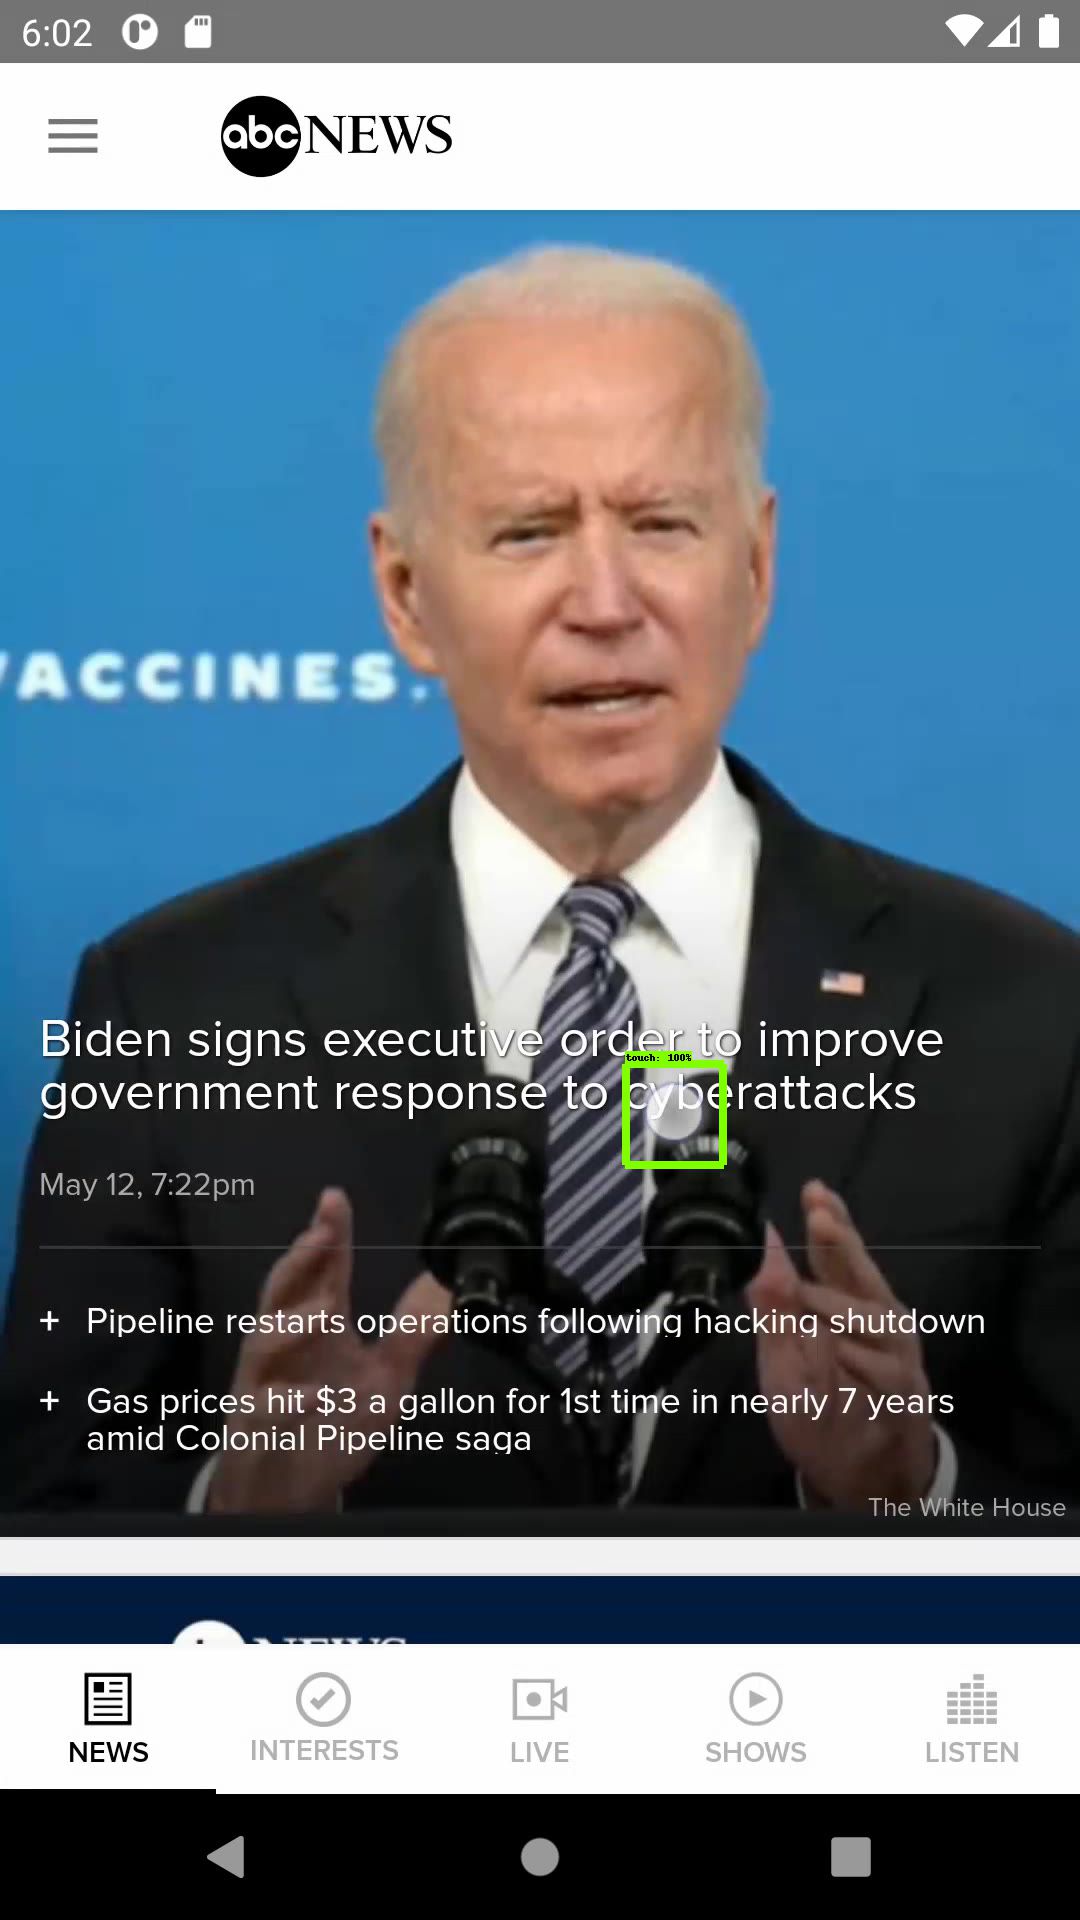 6:02
abc NEWS
VACCINES.
Biden signs executive order to improve
touch: 100%
government response to cyberattacks
May 12, 7:22pm
+ Pipeline restarts operations following hacking shutdown
+ Gas prices hit $3 a gallon for 1st time in nearly 7 years
amid Colonial Pipeline saga
The White House
NEWS
NEWS INTERESTS LIVE SHOWS LISTEN